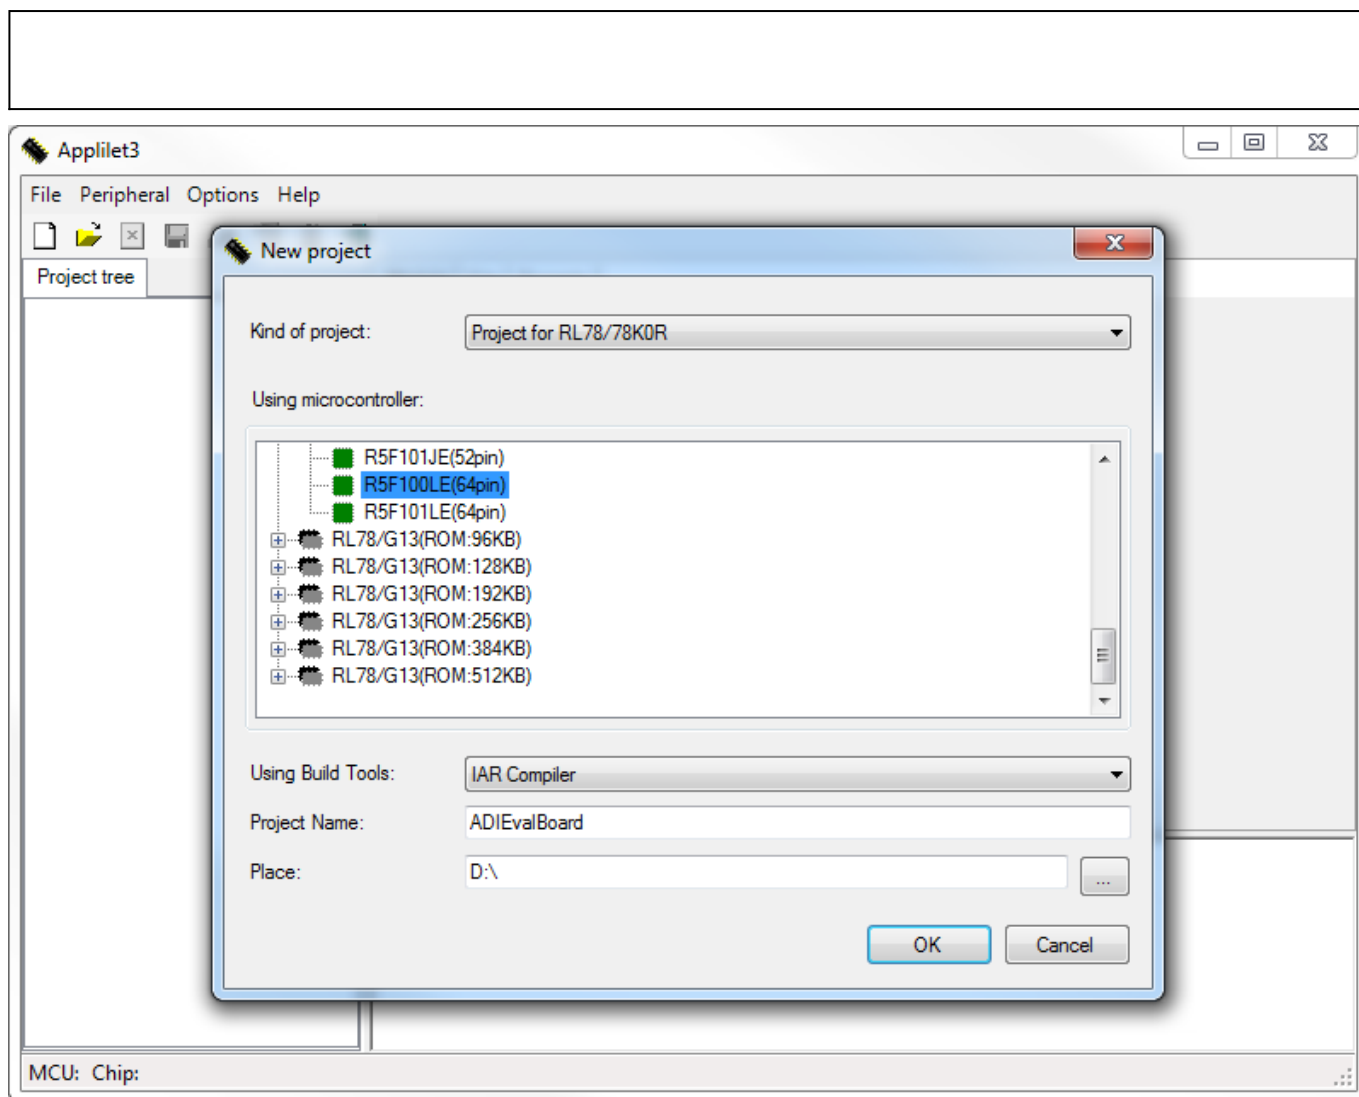 Applilet3
File Peripheral Options Help
New project
Project tree
Kind of project:
Project for RL78/78K0R
Using microcontroller:
R5F101JE(52pin)
R5F100LE(64pin)
R5F101LE(64pin)
RL78/G13(ROM:96KB)
RL78/G13(ROM:128KB)
RL78/G13(ROM:192KB)
RL78/G13(ROM:256KB)
RL78/G13(ROM:384KB)
RL78/G13(ROM:512KB)
Using Build Tools:
IAR Compiler
Project Name:
ADIEvalBoard
Place:
D:\
...
OK Cancel
MCU: Chip: